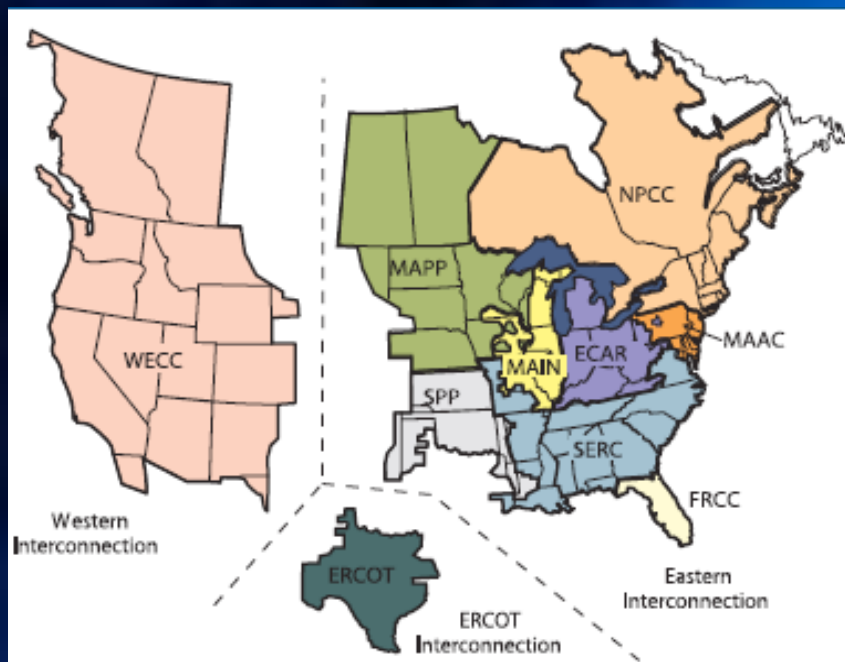 NPCC
MAPP
MAAC
WECC
MAIN
ECAR
SPP
SERC
FRCC
Western
Interconnection
ERCOT
Eastern
Interconnection
ERCOT
Interconnection